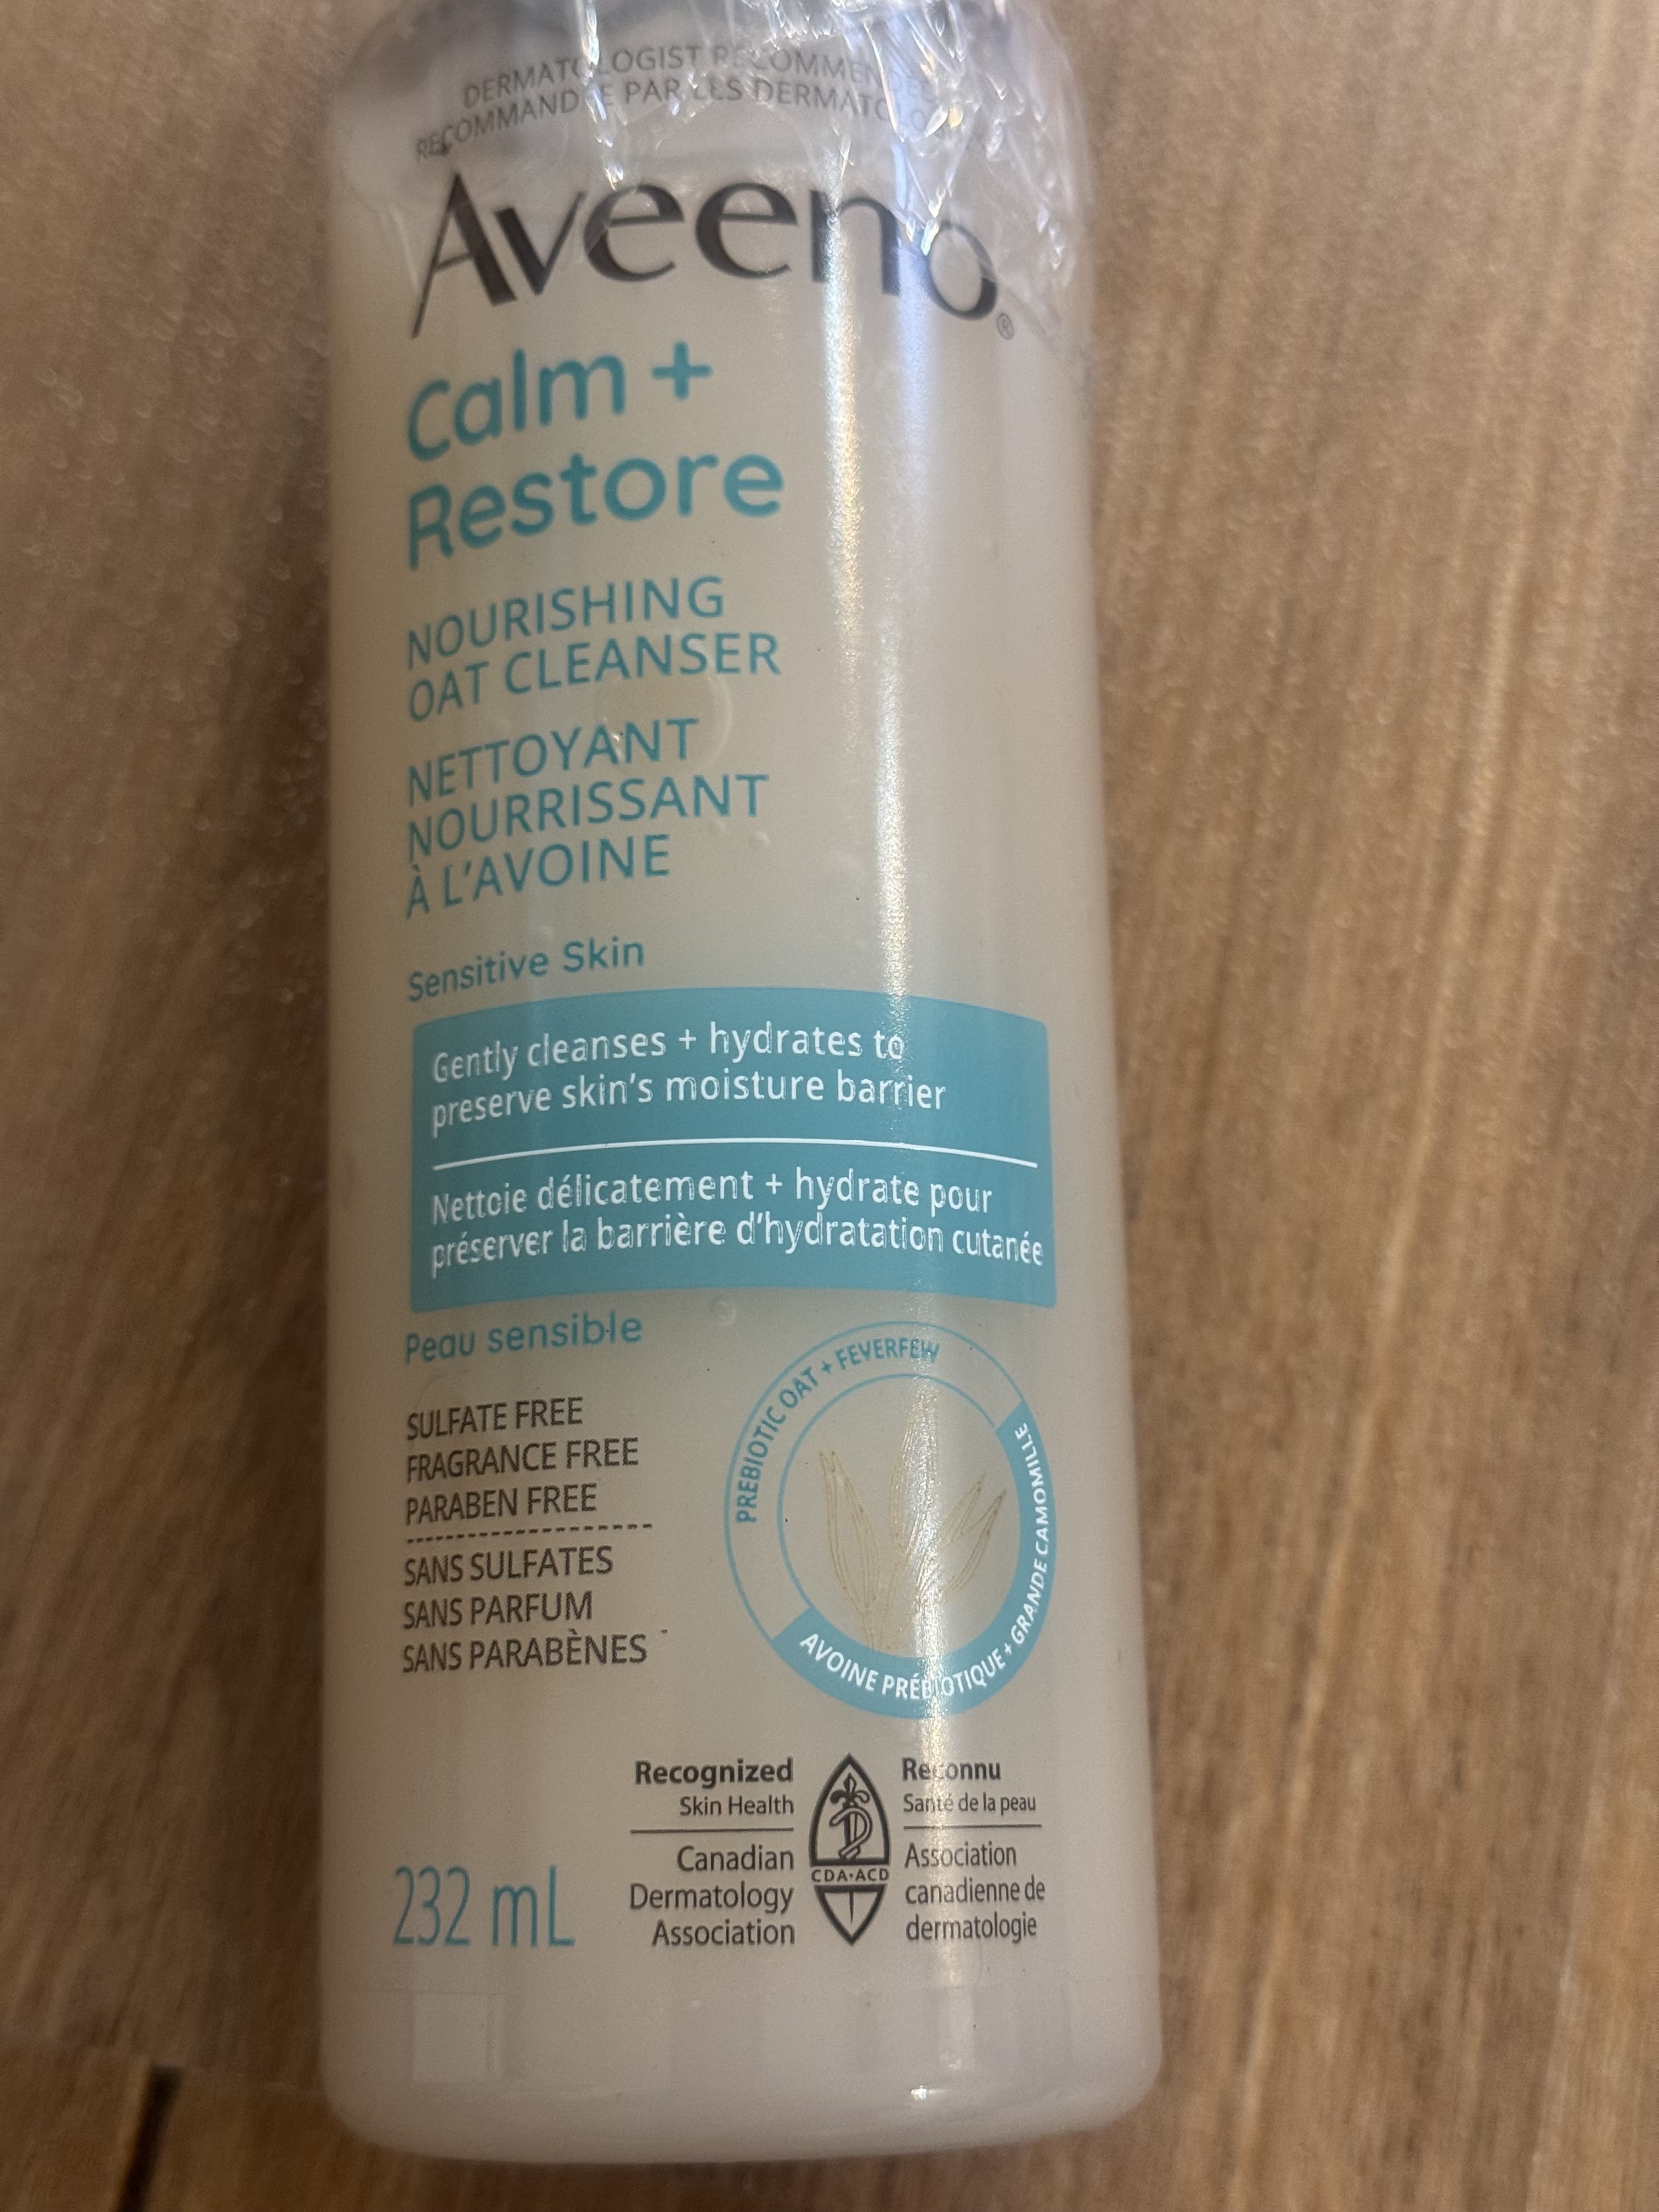 DERMATOLOGIST RECOMMENDED
RECOMMANDÉE PAR LES DERMATOLOGUES
Aveeno®
Calm +
Restore
NOURISHING
OAT CLEANSER
NETTOYANT
NOURRISSANT
À L'AVOINE
Sensitive Skin
Gently cleanses + hydrates to
preserve skin's moisture barrier
Nettoie délicatement + hydrate pour
préserver la barrière d'hydratation cutanée
Peau sensible
SULFATE FREE
FRAGRANCE FREE
PARABEN FREE
SANS SULFATES
SANS PARFUM
SANS PARABÈNES
PREBIOTIC OAT + FEVERFEW
AVOINE PRÉBIOTIQUE + GRANDE CAMOMILLE
232 mL
Recognized
Skin Health
Canadian
Dermatology
Association
CDA·ACD
Reconnu
Santé de la peau
Association
canadienne de
dermatologie